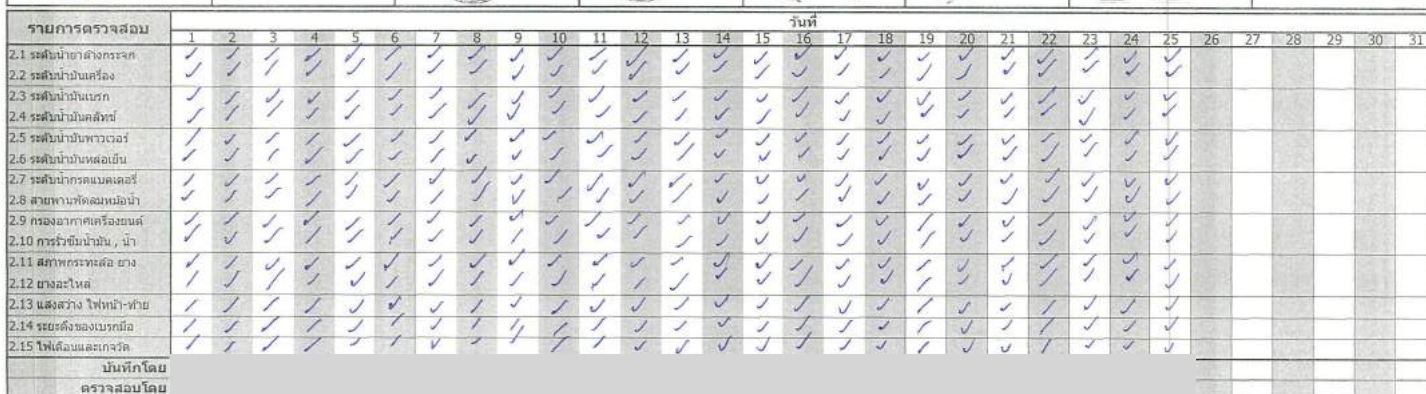 รายการตรวจสอบ
วันที่
1 2 3 4 5 6 7 8 9 10 11 12 13 14 15 16 17 18 19 20 21 22 23 24 25 26 27 28 29 30 31
2.1 ระดับน้ำยาล้างกระจก
2.2 ระดับน้ำมันเครื่อง
2.3 ระดับน้ำมันเบรก
2.4 ระดับน้ำมันคลัทช์
2.5 ระดับน้ำมันพาวเวอร์
2.6 ระดับน้ำมันหล่อเย็น
2.7 ระดับน้ำกรดแบตเตอรี่
2.8 สายพานพัดลมหม้อน้ำ
2.9 กรองอากาศเครื่องยนต์
2.10 การรั่วซึมน้ำมัน , น้ำ
2.11 สภาพกระทะล้อ ยาง
2.12 ยางอะไหล่
2.13 แสงสว่าง ไฟหน้า-ท้าย
2.14 ระยะดึงของเบรกมือ
2.15 ไฟเตือนและเกจวัด
บันทึกโดย
ตรวจสอบโดย